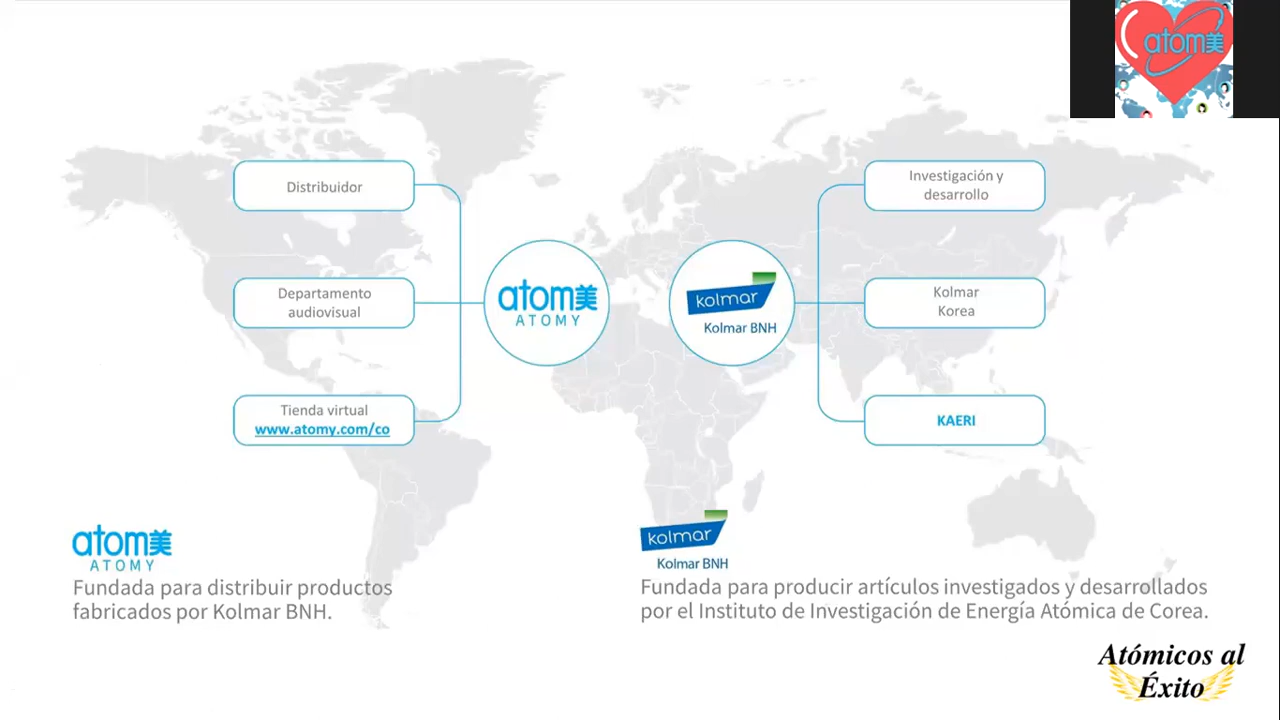 atom美
Distribuidor
Departamento
audiovisual
Tienda virtual
www.atomy.com/co
atom美
ATOMY
kolmar
Kolmar BNH
Investigación y
desarrollo
Kolmar
Korea
KAERI
atom美
ATOMY
Fundada para distribuir productos
fabricados por Kolmar BNH.
kolmar
Kolmar BNH
Fundada para producir artículos investigados y desarrollados
por el Instituto de Investigación de Energía Atómica de Corea.
Atómicos al
Éxito